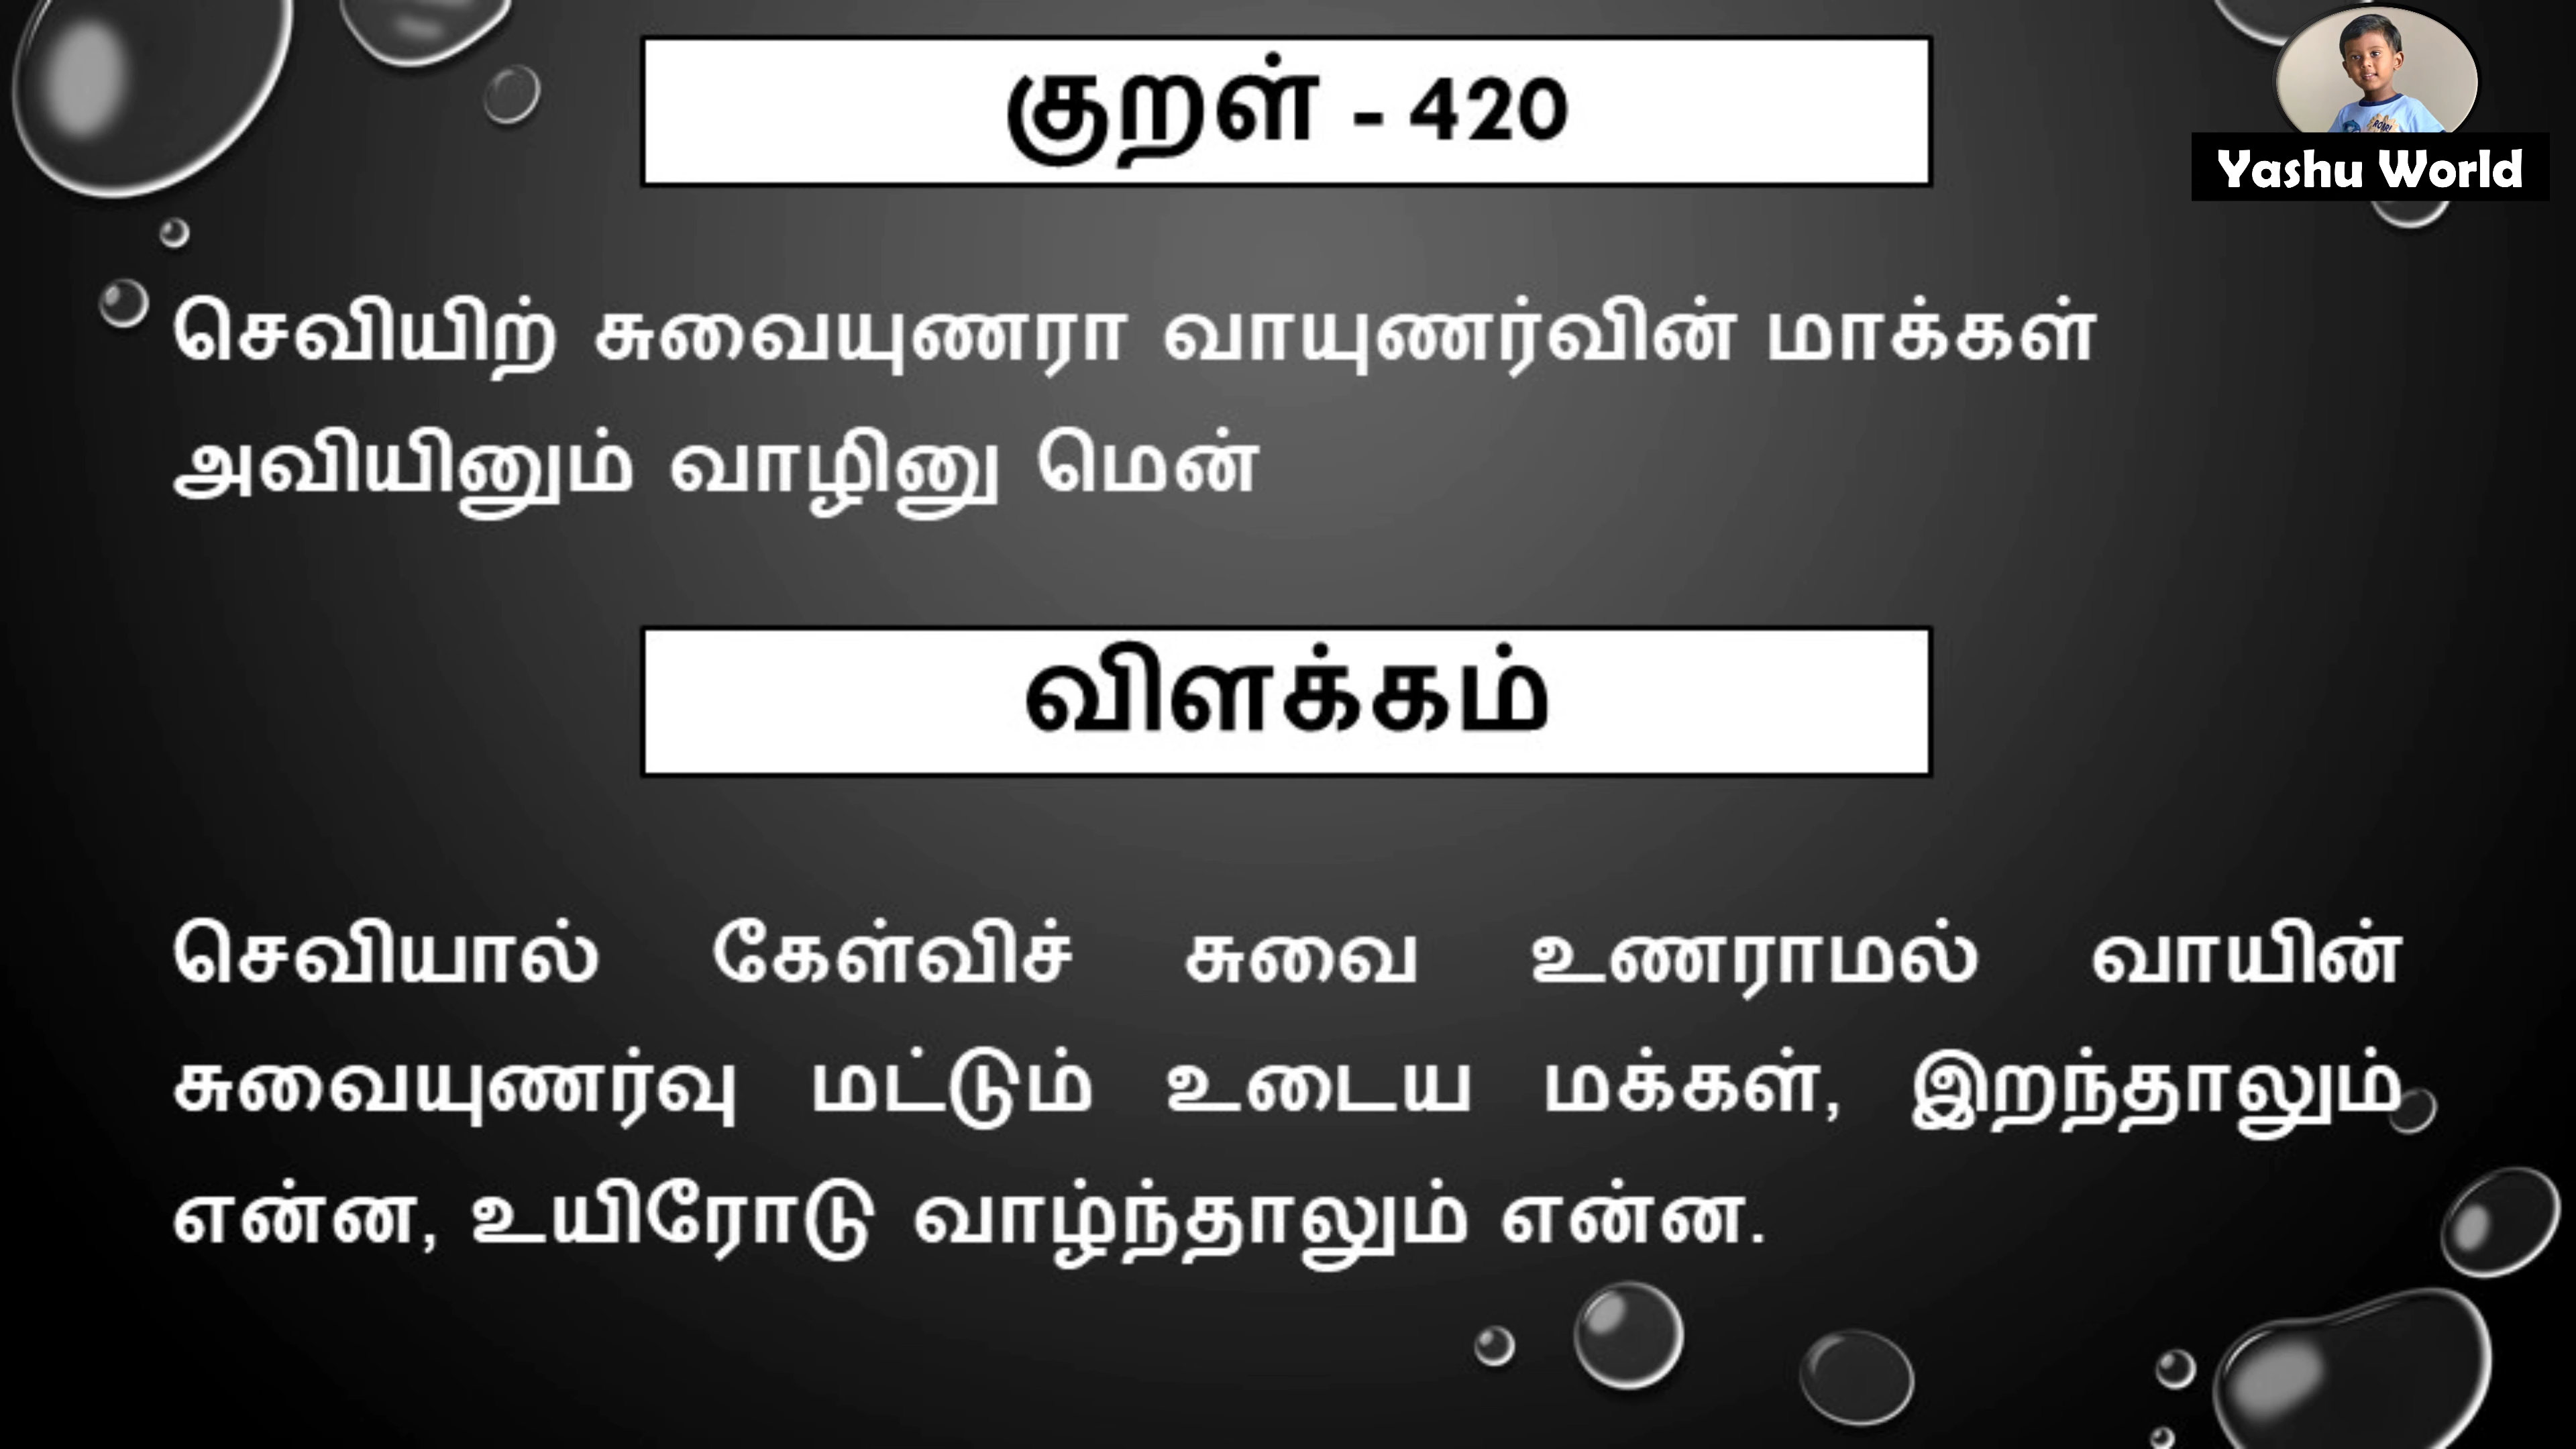 குறள் - 420
Yashu World
செவியிற் சுவையுணரா வாயுணர்வின் மாக்கள்
அவியினும் வாழினு மென்
விளக்கம்
செவியால் கேள்விச் சுவை உணராமல் வாயின்
சுவையுணர்வு மட்டும் உடைய மக்கள், இறந்தாலும்
என்ன, உயிரோடு வாழ்ந்தாலும் என்ன.